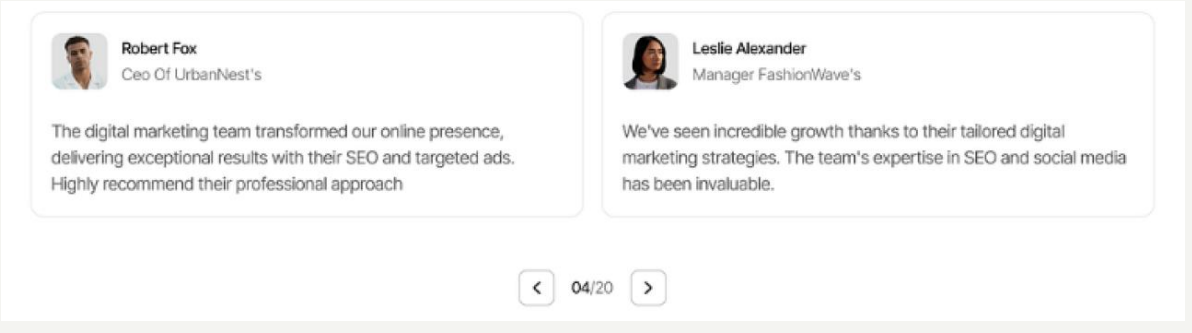 Robert Fox
Ceo Of UrbanNest's
The digital marketing team transformed our online presence,
delivering exceptional results with their SEO and targeted ads.
Highly recommend their professional approach
Leslie Alexander
Manager FashionWave's
We've seen incredible growth thanks to their tailored digital
marketing strategies. The team's expertise in SEO and social media
has been invaluable.
04/20